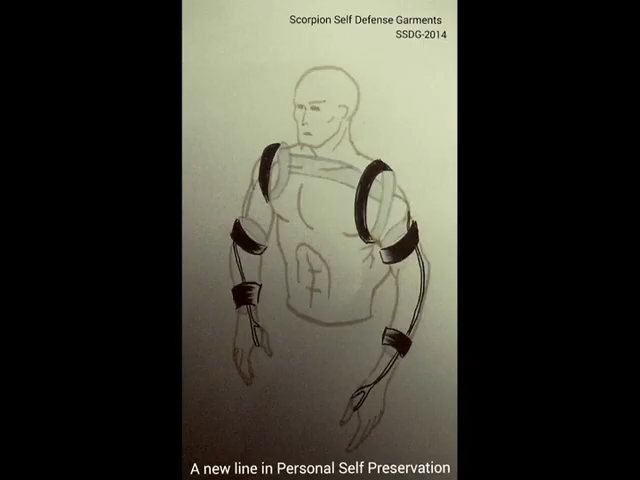 Scorpion Self Defense Garments
SSDG-2014
A new line in Personal Self Preservation